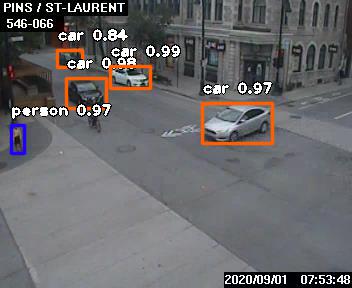 PINS / ST-LAURENT
546-066
car 0.84
car 0.99
car 0.98
car 0.97
person 0.97
2020/09/01 07:53:48